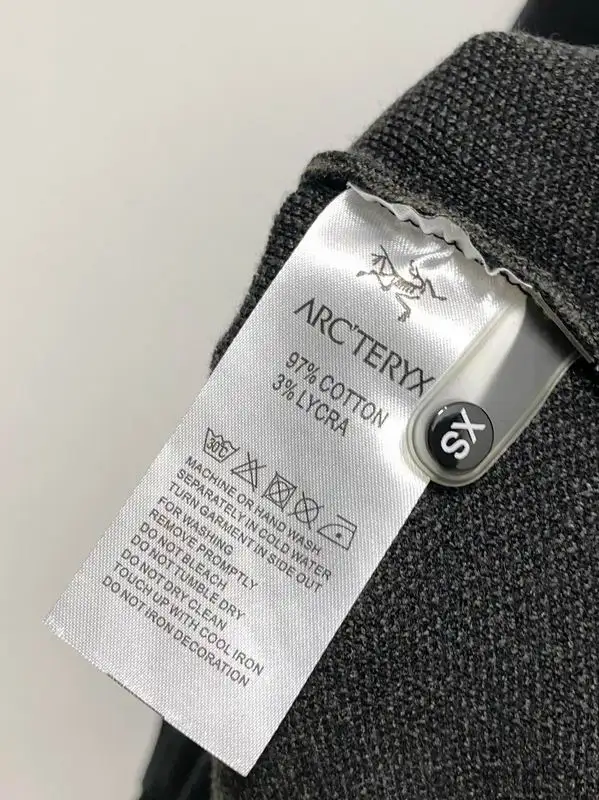 ARC'TERYX
97% COTTON
3% LYCRA
XS
30C
MACHINE OR HAND WASH
SEPARATELY IN COLD WATER
TURN GARMENT IN SIDE OUT
FOR WASHING
REMOVE PROMPTLY
DO NOT BLEACH
DO NOT TUMBLE DRY
DO NOT DRY CLEAN
TOUCH UP WITH COOL IRON
DO NOT IRON DECORATION